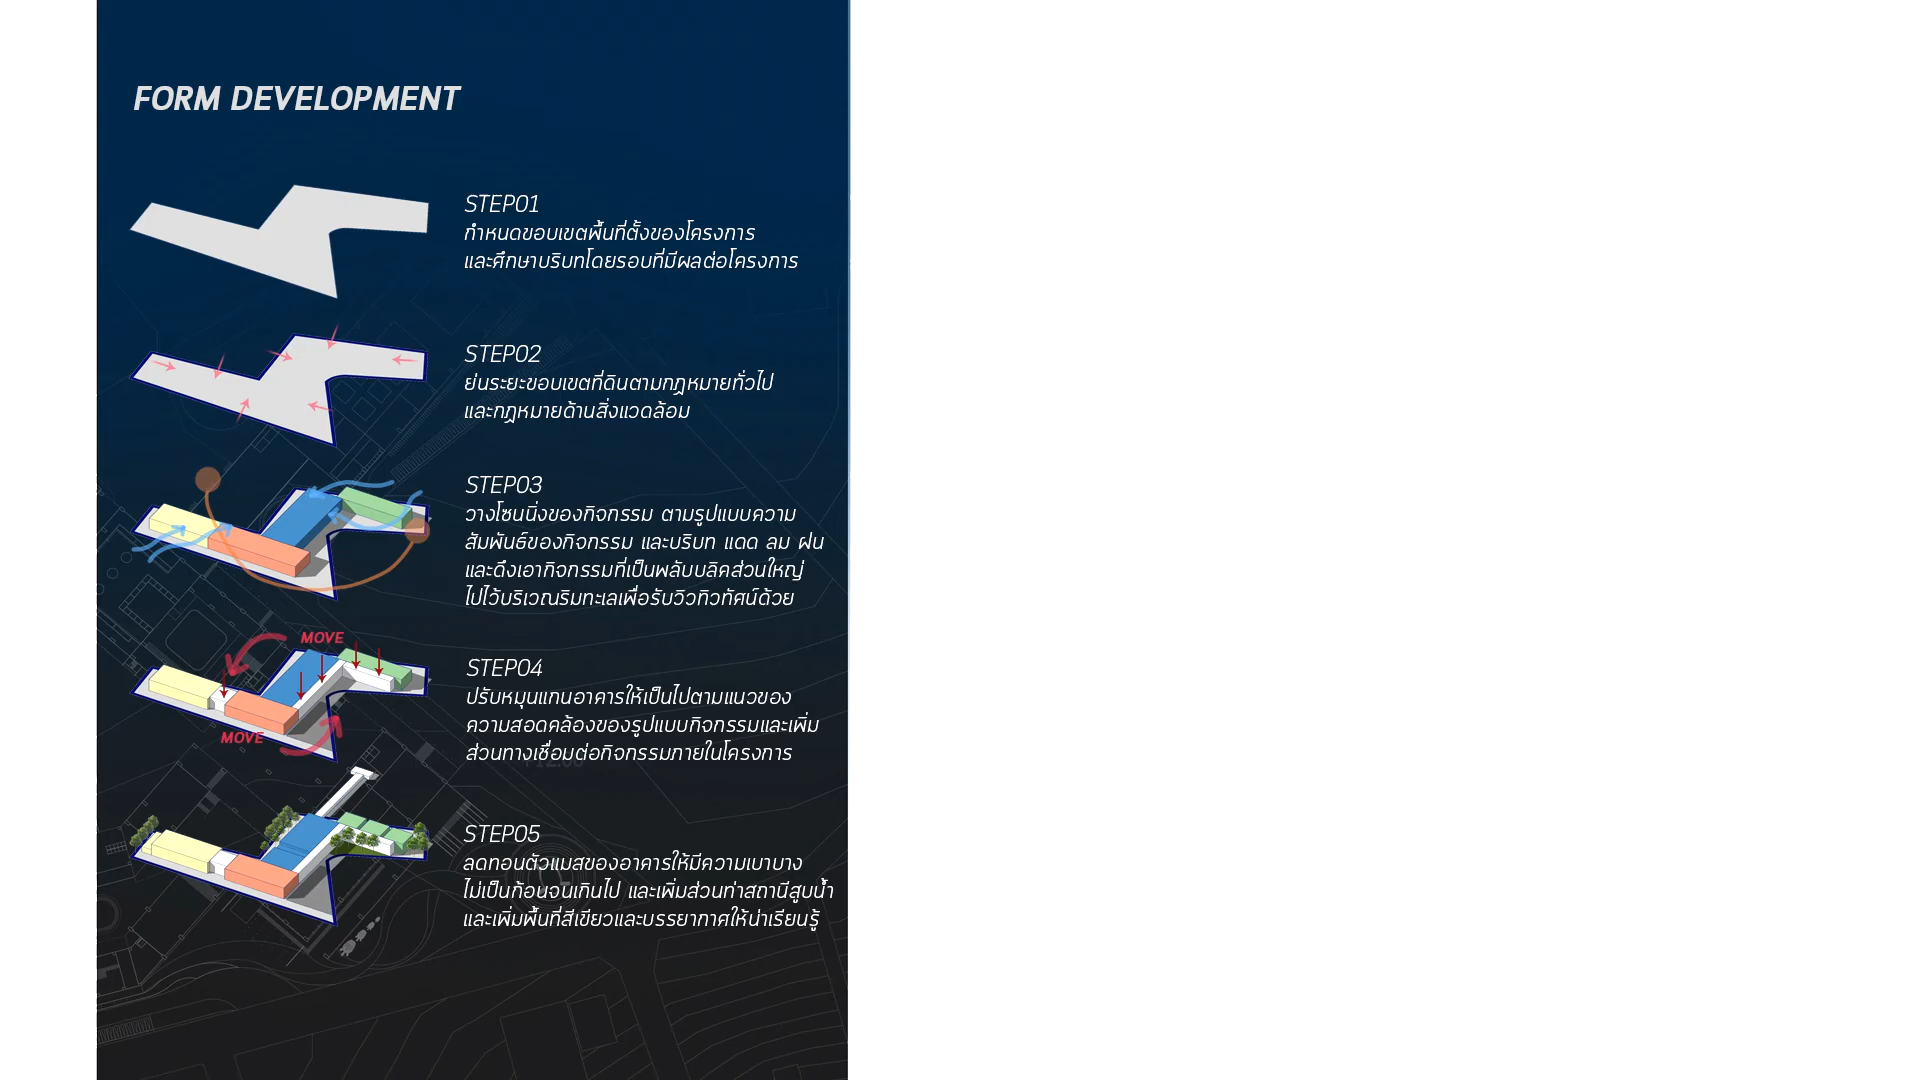 FORM DEVELOPMENT
STEP01
กำหนดขอบเขตพื้นที่ตั้งของโครงการ
และศึกษาบริบทโดยรอบที่มีผลต่อโครงการ
STEP02
ย่นระยะขอบเขตที่ดินตามกฎหมายทั่วไป
และกฎหมายด้านสิ่งแวดล้อม
STEP03
วางโซนนิ่งของกิจกรรม ตามรูปแบบความ
สัมพันธ์ของกิจกรรม และบริบท แดด ลม ฝน
และดึงเอากิจกรรมที่เป็นพลับบลิคส่วนใหญ่
ไปไว้บริเวณริมทะเลเพื่อรับวิวทิวทัศน์ด้วย
MOVE
STEP04
ปรับหมุนแกนอาคารให้เป็นไปตามแนวของ
ความสอดคล้องของรูปแบบกิจกรรมและเพิ่ม
ส่วนทางเชื่อมต่อกิจกรรมภายในโครงการ
MOVE
STEP05
ลดทอนตัวแมสของอาคารให้มีความเบาบาง
ไม่เป็นก้อนจนเกินไป และเพิ่มส่วนท่าสถานีสูบน้ำ
และเพิ่มพื้นที่สีเขียวและบรรยากาศให้น่าเรียนรู้